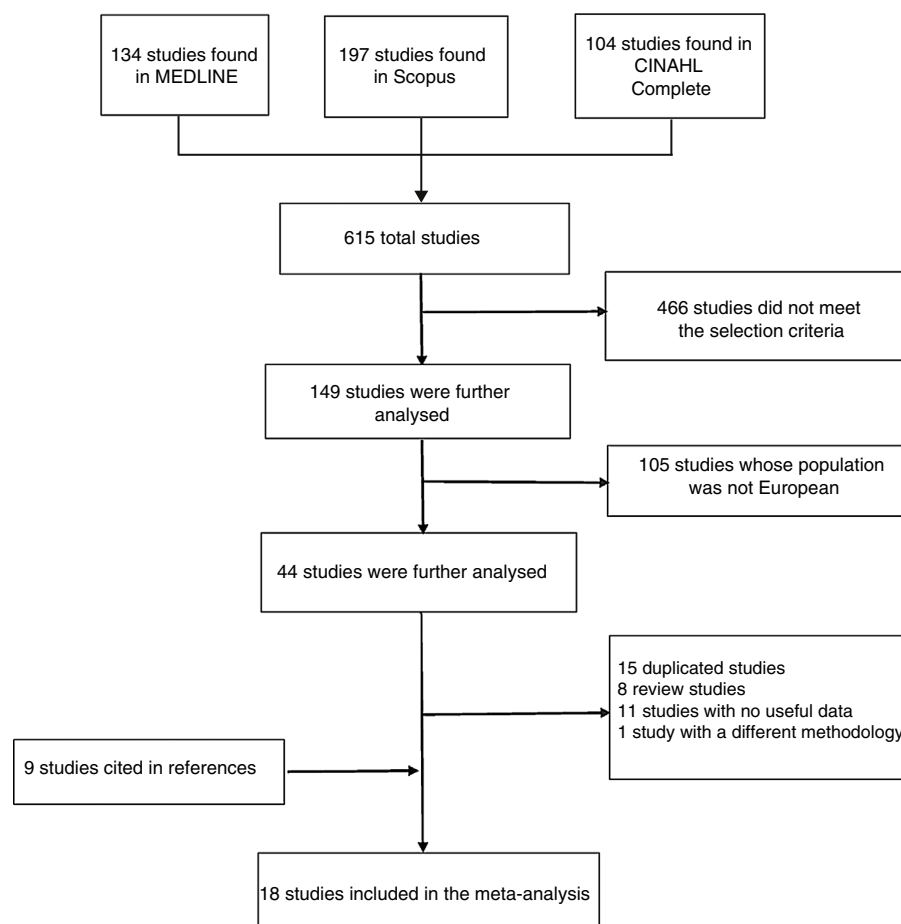 134 studies found
in MEDLINE
197 studies found
in Scopus
104 studies found in
CINAHL
Complete
615 total studies
466 studies did not meet
the selection criteria
149 studies were further
analysed
105 studies whose population
was not European
44 studies were further analysed
15 duplicated studies
8 review studies
11 studies with no useful data
1 study with a different methodology
9 studies cited in references
18 studies included in the meta-analysis